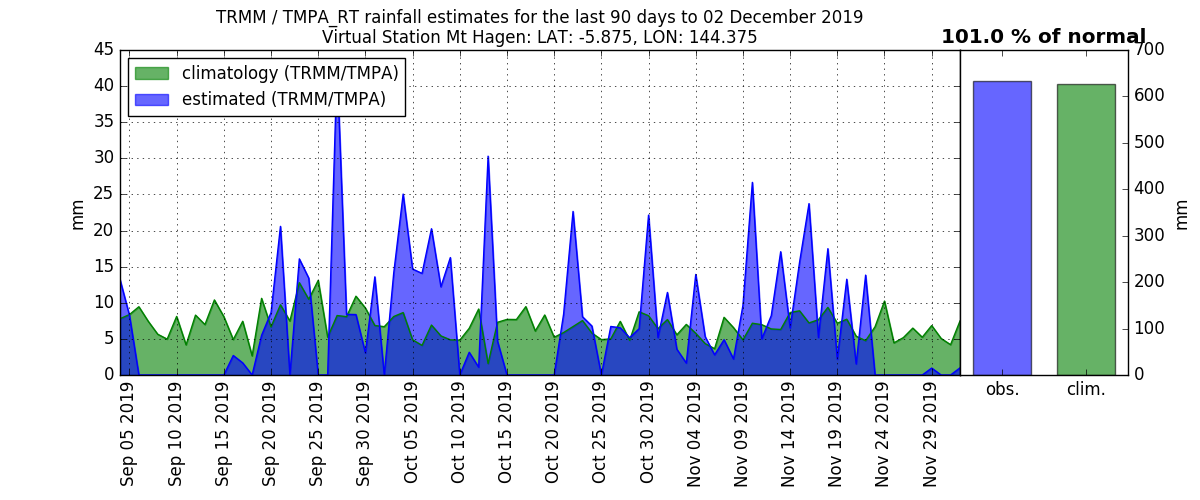 TRMM / TMPA_RT rainfall estimates for the last 90 days to 02 December 2019
Virtual Station Mt Hagen: LAT: -5.875, LON: 144.375
101.0 % of normal
climatology (TRMM/TMPA)
estimated (TRMM/TMPA)
45
40
35
30
25
20
15
10
5
0
mm
Sep 05 2019
Sep 10 2019
Sep 15 2019
Sep 20 2019
Sep 25 2019
Sep 30 2019
Oct 05 2019
Oct 10 2019
Oct 15 2019
Oct 20 2019
Oct 25 2019
Oct 30 2019
Nov 04 2019
Nov 09 2019
Nov 14 2019
Nov 19 2019
Nov 24 2019
Nov 29 2019
700
600
500
400
300
200
100
0
mm
obs.
clim.